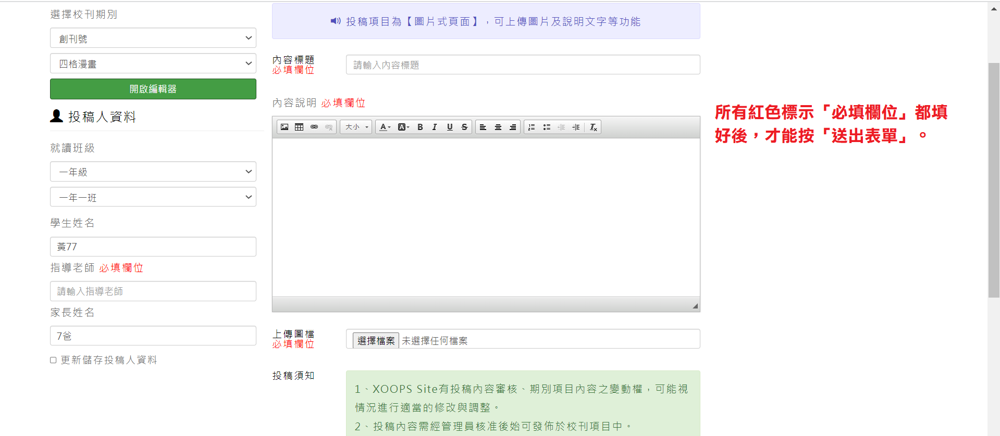 選擇校刊期別
創刊號
四格漫畫
開啟編輯器
投稿人資料
就讀班級
一年級
一年一班
學生姓名
黃77
指導老師 必填欄位
請輸入指導老師
家長姓名
7爸
更新儲存投稿人資料
投稿項目為【圖片式頁面】，可上傳圖片及說明文字等功能
內容標題
必填欄位
請輸入內容標題
內容說明 必填欄位
大小
上傳圖檔
必填欄位
選擇檔案 未選擇任何檔案
投稿須知
1、XOOPS Site有投稿內容審核、期別項目內容之變動權，可能視
情況進行適當的修改與調整。
2、投稿內容需經管理員核准後始可發佈於校刊項目中。
所有紅色標示「必填欄位」都填
好後，才能按「送出表單」。